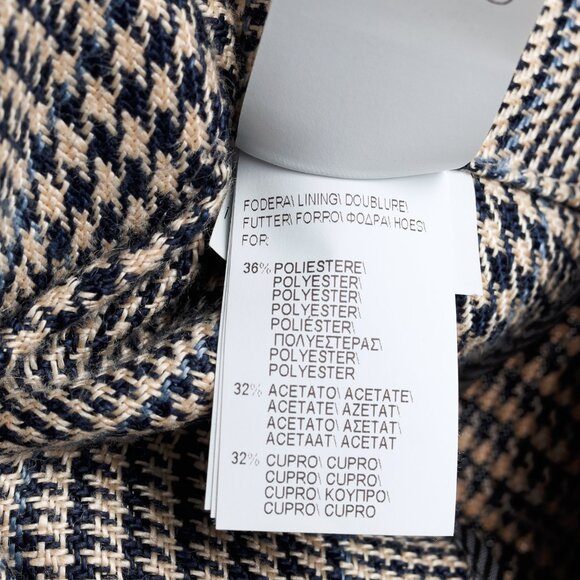 FODERA\ LINING\ DOUBLURE\
FUTTER\ FORRO\ ΦΟΔΡΑ\ HOES\
FOR:
36% POLIESTERE\
POLYESTER\
POLYESTER\
POLYESTER\
POLIÉSTER\
ΠΟΛΥΕΣΤΕΡΑΣ\
POLYESTER\
POLYESTER
32% ACETATO\ ACETATE\
ACETATE\ AZETAT\
ACETATO\ ΑΣΕΤΑΤ\
ACETAAT\ ACETAT
32% CUPRO\ CUPRO\
CUPRO\ CUPRO\
CUPRO\ ΚΟΥΠΡΟ\
CUPRO\ CUPRO